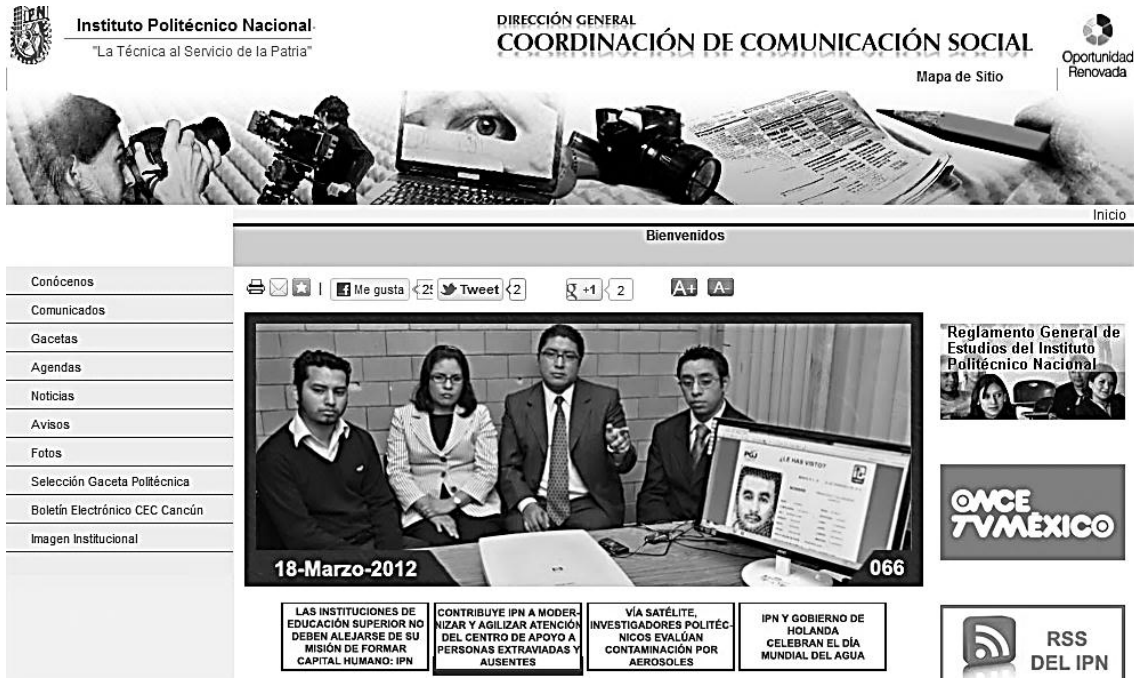 IPN
Instituto Politécnico Nacional
"La Técnica al Servicio de la Patria"
DIRECCIÓN GENERAL
COORDINACIÓN DE COMUNICACIÓN SOCIAL
Oportunidad
Renovada
Mapa de Sitio
Inicio
Bienvenidos
Conócenos
Comunicados
Gacetas
Agendas
Noticias
Avisos
Fotos
Selección Gaceta Politécnica
Boletín Electrónico CEC Cancún
Imagen Institucional
Me gusta
Tweet 2
+1 2
A+ A-
PGJ
¿LE HAS VISTO?
18-Marzo-2012
066
LAS INSTITUCIONES DE
EDUCACIÓN SUPERIOR NO
DEBEN ALEJARSE DE SU
MISIÓN DE FORMAR
CAPITAL HUMANO: IPN
CONTRIBUYE IPN A MODER-
NIZAR Y AGILIZAR ATENCIÓN
DEL CENTRO DE APOYO A
PERSONAS EXTRAVIADAS Y
AUSENTES
VÍA SATÉLITE,
INVESTIGADORES POLITÉC-
NICOS EVALÚAN
CONTAMINACIÓN POR
AEROSOLES
IPN Y GOBIERNO DE
HOLANDA
CELEBRAN EL DÍA
MUNDIAL DEL AGUA
Reglamento General de
Estudios del Instituto
Politécnico Nacional
ONCE
TVMÉXICO
RSS
DEL IPN